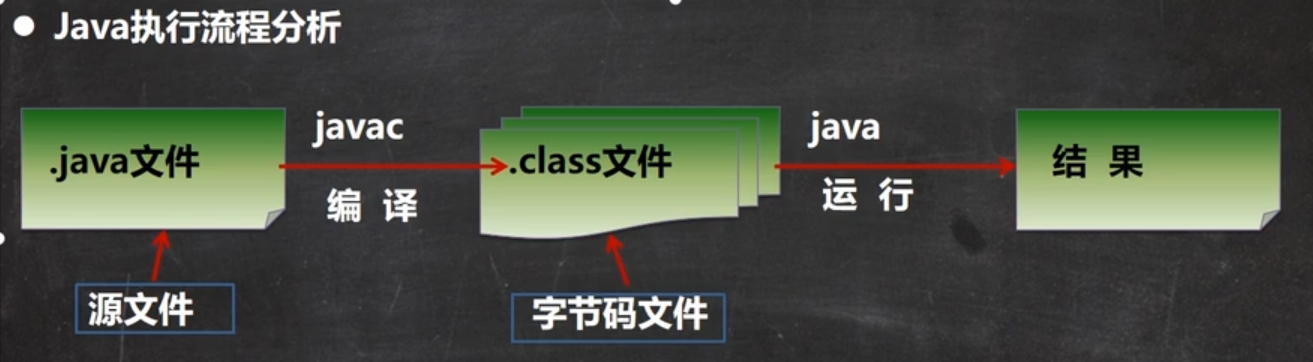 ● Java执行流程分析
javac
java
.java文件
.class文件
结 果
编 译
运 行
源文件
字节码文件